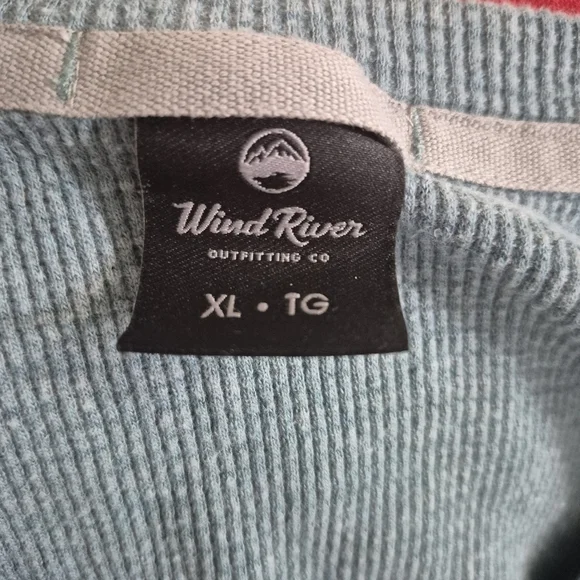 Wind River
OUTFITTING CO
XL • TG